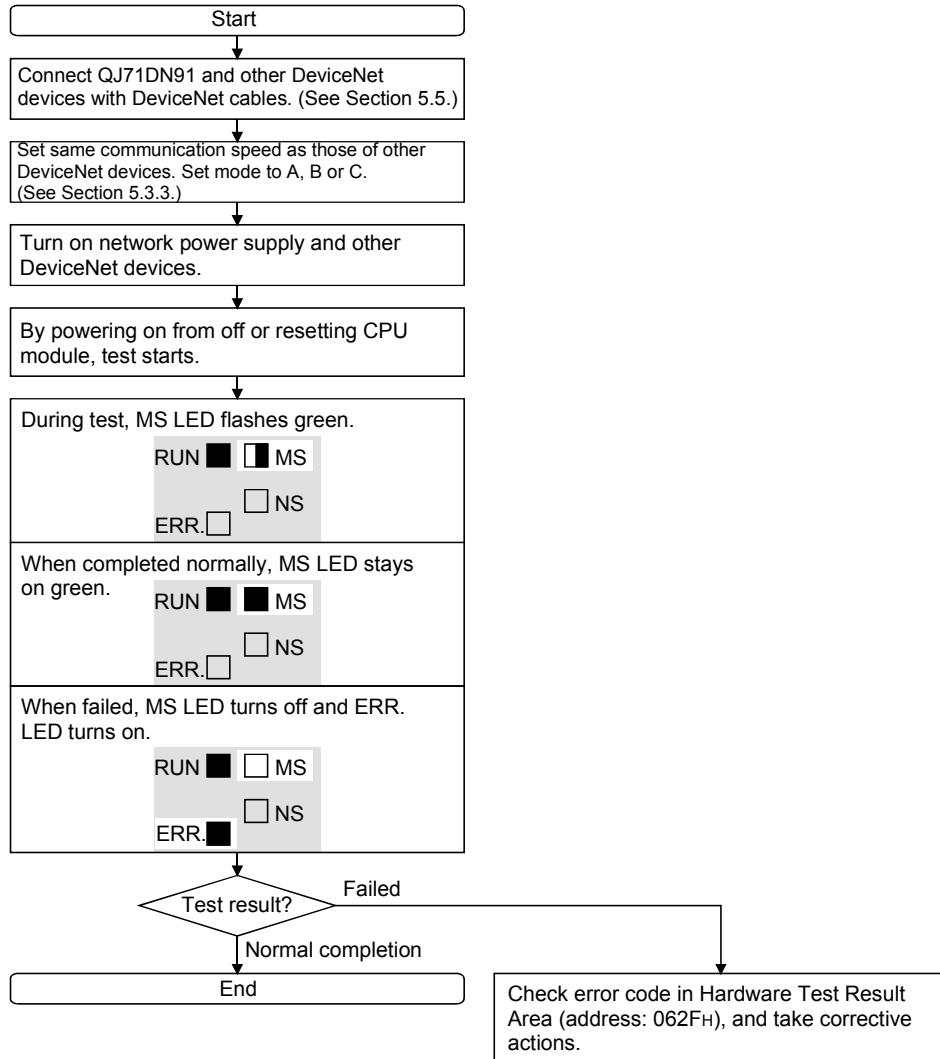 Start
Connect QJ71DN91 and other DeviceNet
devices with DeviceNet cables. (See Section 5.5.)
Set same communication speed as those of other
DeviceNet devices. Set mode to A, B or C.
(See Section 5.3.3.)
Turn on network power supply and other
DeviceNet devices.
By powering on from off or resetting CPU
module, test starts.
During test, MS LED flashes green.
RUN MS
NS
ERR.
When completed normally, MS LED stays
on green.
RUN MS
NS
ERR.
When failed, MS LED turns off and ERR.
LED turns on.
RUN MS
NS
ERR.
Test result?
Failed
Normal completion
End
Check error code in Hardware Test Result
Area (address: 062FH), and take corrective
actions.